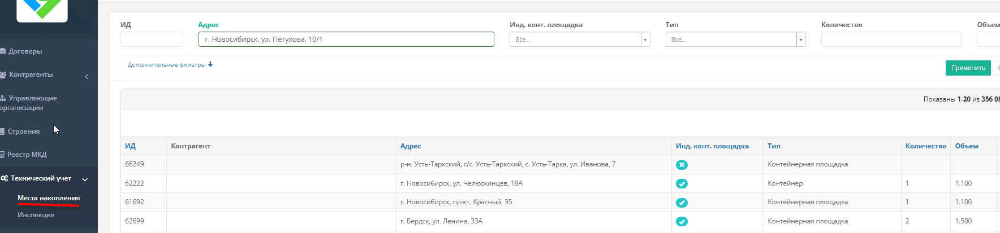 Договоры
Контрагенты
Управляющие
организации
Строения
Реестр МКД
Технический учет
Места накопления
Инспекция
ИД Адрес Инд. конт. площадка Тип Количество Объем
г. Новосибирск, ул. Петухова, 10/1 Все... Все...
Дополнительные фильтры Применить
Показаны 1-20 из 356 08
ИД Контрагент Адрес Инд. конт. площадка Тип Количество Объем
66249 р-н. Усть-Таркский, с/с. Усть-Таркский, с. Усть-Тарка, ул. Иванова, 7 Контейнерная площадка
62222 г. Новосибирск, ул. Челюскинцев, 18А Контейнер 1 1.100
61692 г. Новосибирск, пр-кт. Красный, 35 Контейнерная площадка 1 1.100
62699 г. Бердск, ул. Ленина, 33А Контейнерная площадка 2 1.500